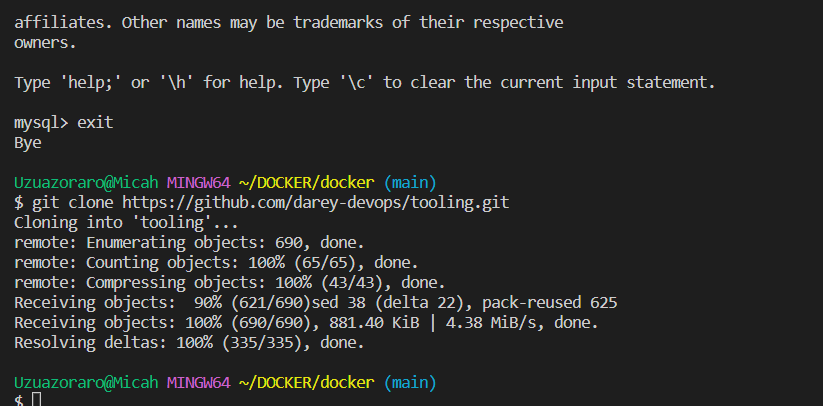 affiliates. Other names may be trademarks of their respective
owners.
Type 'help;' or '\h' for help. Type '\c' to clear the current input statement.
mysql> exit
Bye
Uzuazoraro@Micah MINGW64 ~/DOCKER/docker (main)
$ git clone https://github.com/darey-devops/tooling.git
Cloning into 'tooling'...
remote: Enumerating objects: 690, done.
remote: Counting objects: 100% (65/65), done.
remote: Compressing objects: 100% (43/43), done.
Receiving objects:  90% (621/690)sed 38 (delta 22), pack-reused 625
Receiving objects: 100% (690/690), 881.40 KiB | 4.38 MiB/s, done.
Resolving deltas: 100% (335/335), done.
Uzuazoraro@Micah MINGW64 ~/DOCKER/docker (main)
$